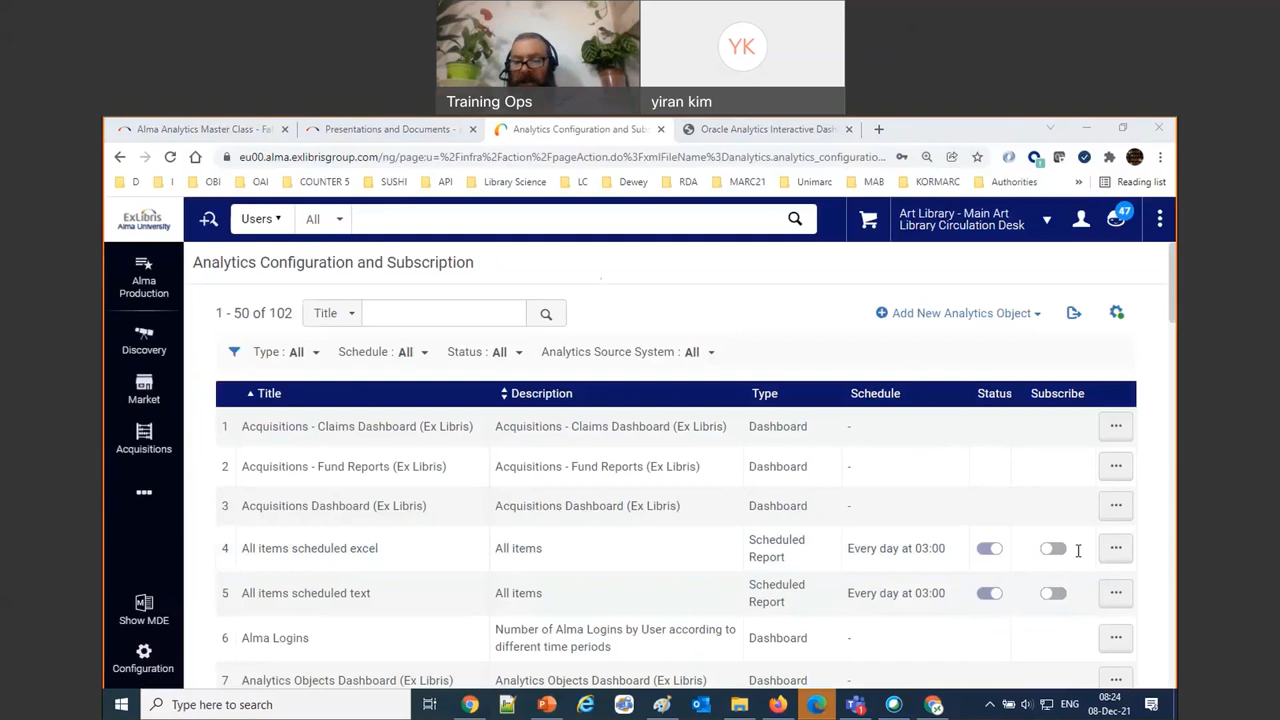 YK
Training Ops
yiran kim
Alma Analytics Master Class - Fal
Presentations and Documents -
Analytics Configuration and Subs
Oracle Analytics Interactive Dash
eu00.alma.exlibrisgroup.com/ng/page;u=%2Finfra%2Faction%2FpageAction.do%3FxmlFileName%3Danalytics.analytics_configuratio...
D
I
OBI
OAI
COUNTER 5
SUSHI
API
Library Science
LC
Dewey
RDA
MARC21
Unimarc
MAB
KORMARC
Authorities
»
Reading list
ExLibris
Alma University
Users
All
Art Library - Main Art
Library Circulation Desk
47
Alma
Production
Discovery
Market
Acquisitions
Show MDE
Configuration
Analytics Configuration and Subscription
1 - 50 of 102
Title
Add New Analytics Object
Type : All
Schedule : All
Status : All
Analytics Source System : All
Title Description Type Schedule Status Subscribe
1 Acquisitions - Claims Dashboard (Ex Libris) Acquisitions - Claims Dashboard (Ex Libris) Dashboard -
2 Acquisitions - Fund Reports (Ex Libris) Acquisitions - Fund Reports (Ex Libris) Dashboard -
3 Acquisitions Dashboard (Ex Libris) Acquisitions Dashboard (Ex Libris) Dashboard -
4 All items scheduled excel All items Scheduled Report Every day at 03:00
5 All items scheduled text All items Scheduled Report Every day at 03:00
6 Alma Logins Number of Alma Logins by User according to different time periods Dashboard -
7 Analytics Objects Dashboard (Ex Libris) Analytics Objects Dashboard (Ex Libris) Dashboard -
Type here to search
ENG
08:24
08-Dec-21